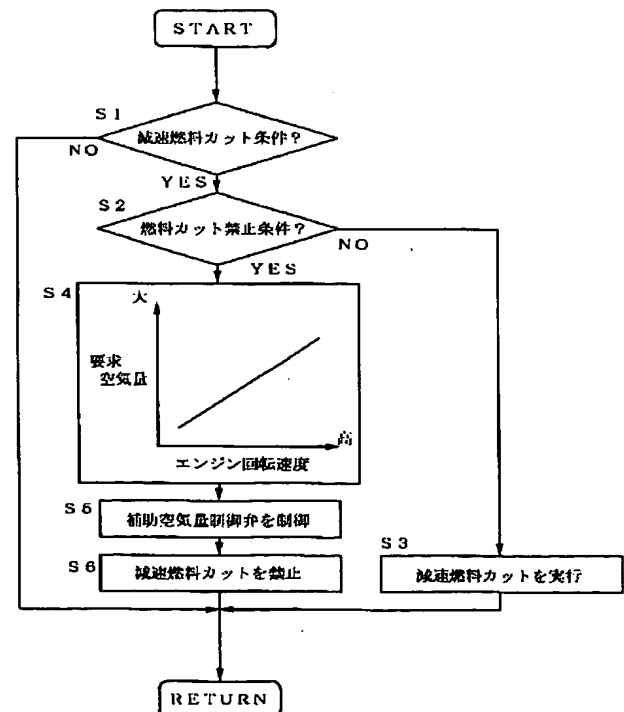 START
S1
減速燃料カット条件?
NO
YES
S2
燃料カット禁止条件?
NO
YES
S4
大
要求
空気量
高
エンジン回転速度
S5
補助空気量制御弁を制御
S6
減速燃料カットを禁止
S3
減速燃料カットを実行
RETURN